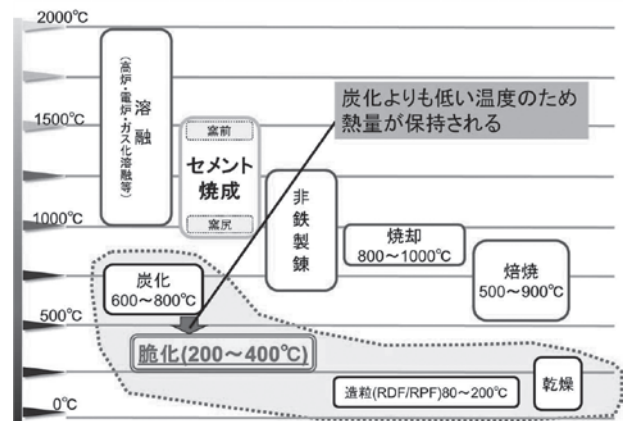 2000℃
1500℃
1000℃
500℃
0℃
溶融
(高炉・電炉・ガス化溶融等)
窯前
セメント
焼成
窯尻
炭化よりも低い温度のため
熱量が保持される
非鉄製錬
焼却
800~1000℃
焙焼
500~900℃
炭化
600~800℃
脆化(200~400℃)
造粒(RDF/RPF)80~200℃
乾燥